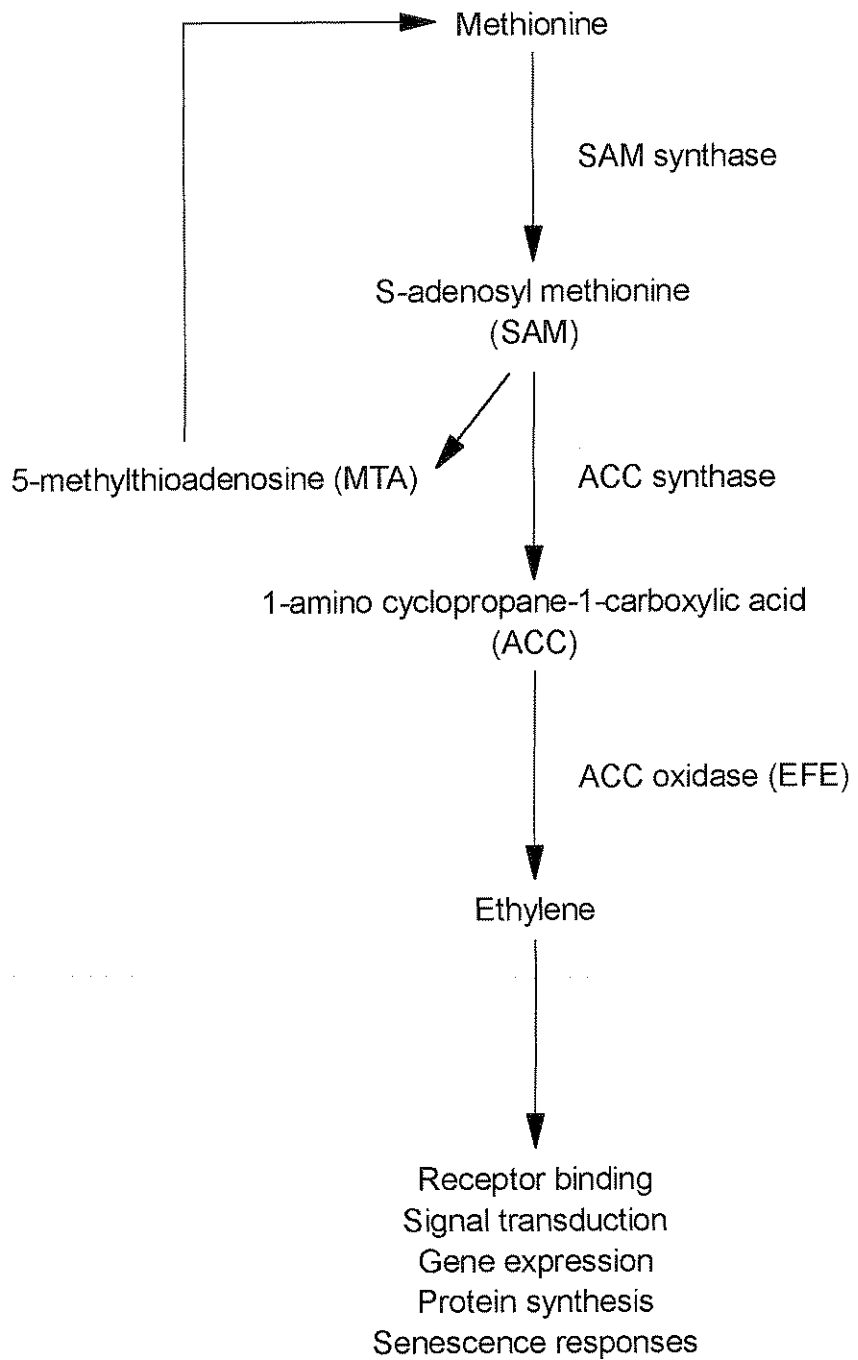 Methionine
SAM synthase
S-adenosyl methionine
(SAM)
5-methylthioadenosine (MTA)
ACC synthase
1-amino cyclopropane-1-carboxylic acid
(ACC)
ACC oxidase (EFE)
Ethylene
Receptor binding
Signal transduction
Gene expression
Protein synthesis
Senescence responses